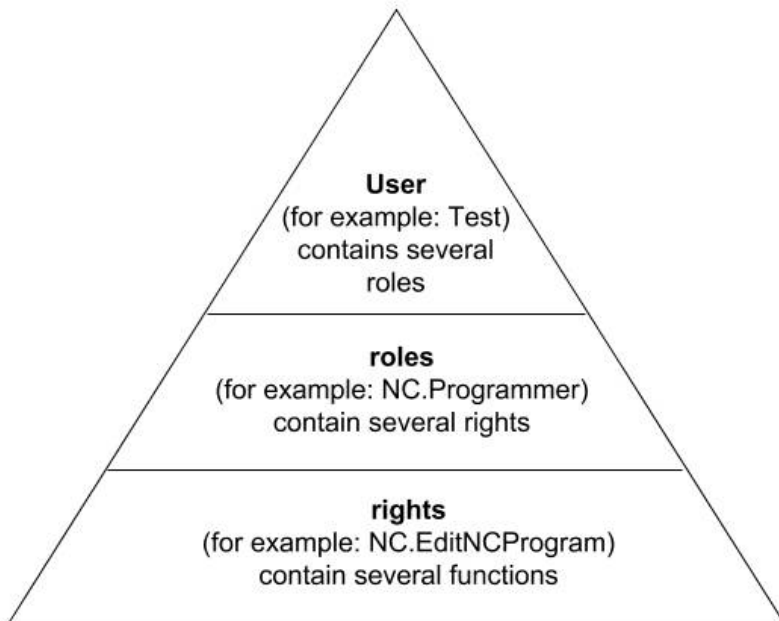 User
(for example: Test)
contains several
roles
roles
(for example: NC.Programmer)
contain several rights
rights
(for example: NC.EditNCProgram)
contain several functions